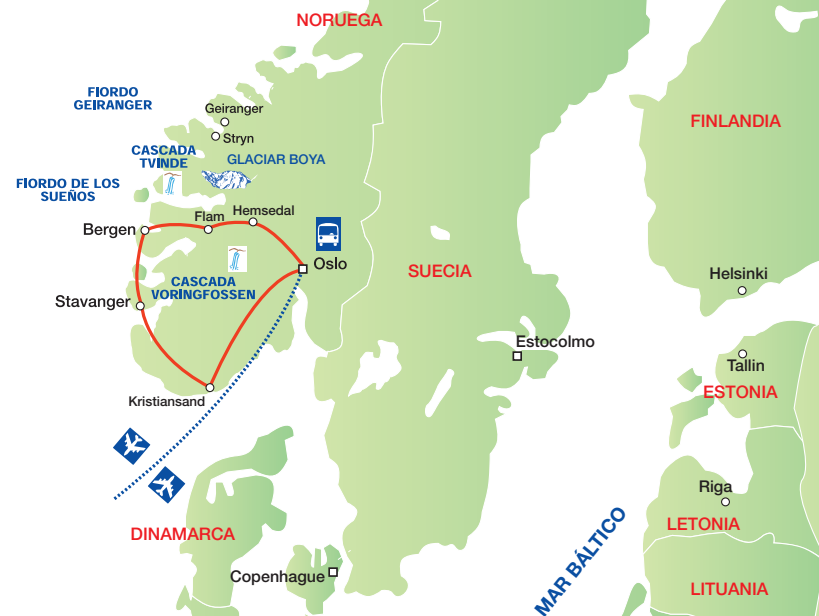 NORUEGA
FIORDO
GEIRANGER
Geiranger
Stryn
FINLANDIA
CASCADA
TVINDE
GLACIAR BOYA
FIORDO DE LOS
SUEÑOS
Bergen
Flam
Hemsedal
Oslo
SUECIA
Helsinki
CASCADA
VORINGFOSSEN
Stavanger
Estocolmo
Tallin
ESTONIA
Kristiansand
Riga
LETONIA
DINAMARCA
MAR BÁLTICO
Copenhague
LITUANIA